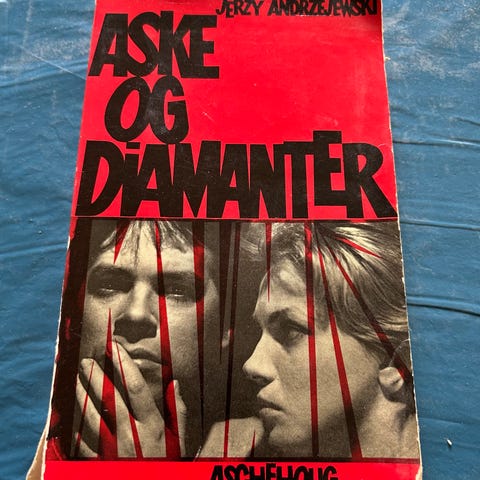 JERZY ANDRZEJEWSKI
ASKE
OG
DiAMANTER
ASCHEHOUG